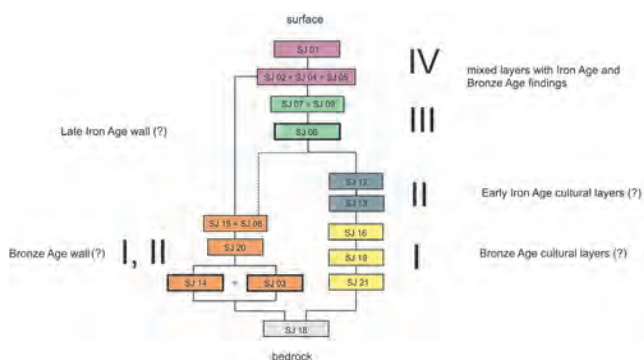 surface
SJ 01
IV
SJ 02 = SJ 04 = SJ 05
mixed layers with Iron Age and
Bronze Age findings
SJ 07 = SJ 09
III
SJ 08
Late Iron Age wall (?)
SJ 12
II
SJ 13
Early Iron Age cultural layers (?)
SJ 15 = SJ 06
SJ 16
Bronze Age wall(?)
I, II
SJ 20
SJ 19
I
Bronze Age cultural layers (?)
SJ 14
=
SJ 03
SJ 21
SJ 18
bedrock